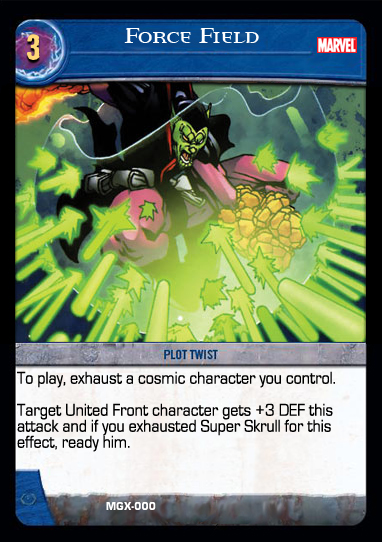 3
Force Field
MARVEL
PLOT TWIST
To play, exhaust a cosmic character you control.
Target United Front character gets +3 DEF this
attack and if you exhausted Super Skrull for this
effect, ready him.
MGX-000